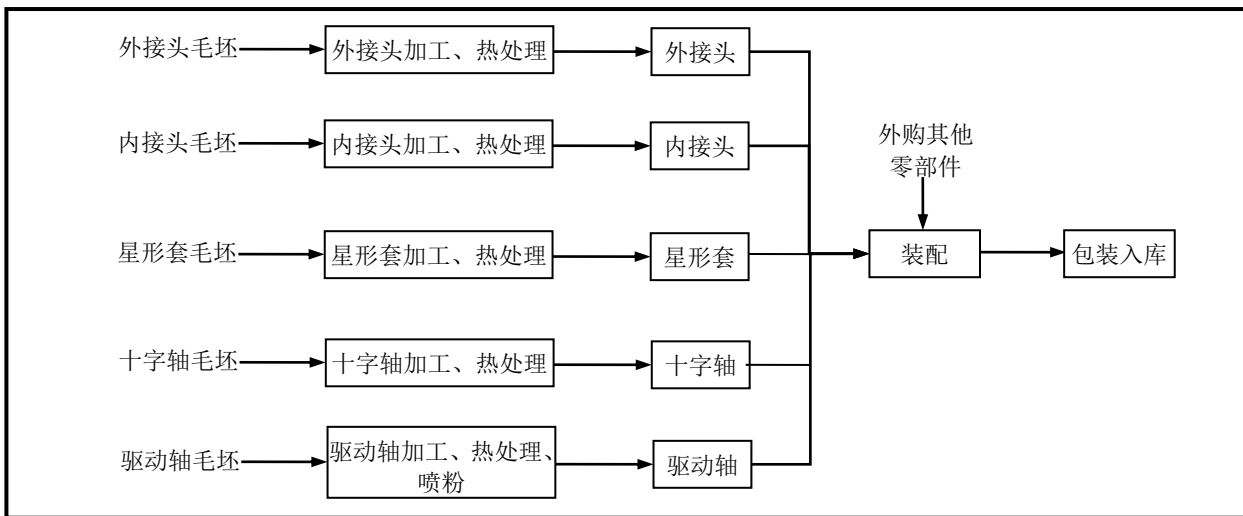 外接头毛坯
外接头加工、热处理
外接头
内接头毛坯
内接头加工、热处理
内接头
外购其他
零部件
星形套毛坯
星形套加工、热处理
星形套
装配
包装入库
十字轴毛坯
十字轴加工、热处理
十字轴
驱动轴毛坯
驱动轴加工、热处理、
喷粉
驱动轴